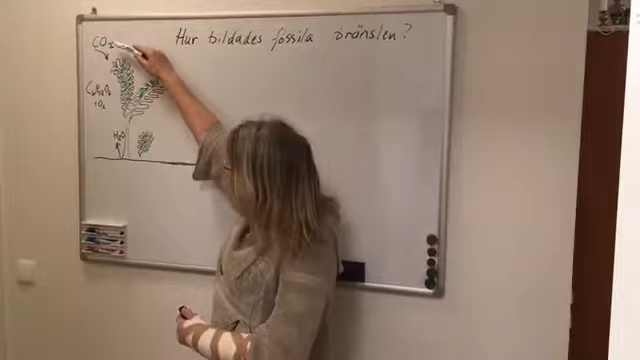 Hur bildades fossila bränslen?
CO₂
C₆H₁₂O₆
+O₂
H₂O